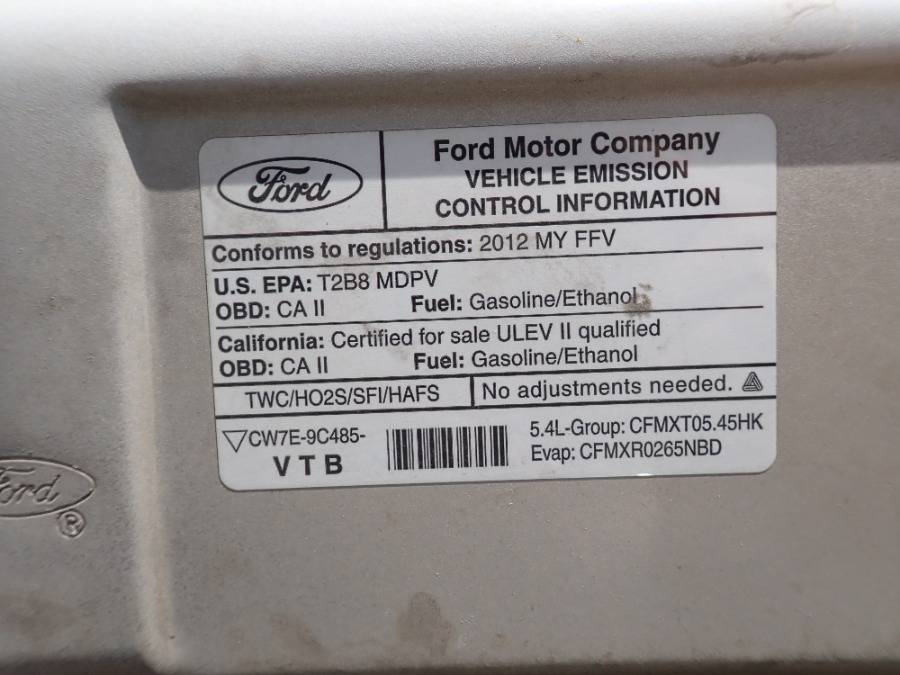 Ford
Ford Motor Company
VEHICLE EMISSION
CONTROL INFORMATION
Conforms to regulations: 2012 MY FFV
U.S. EPA: T2B8 MDPV
OBD: CA II Fuel: Gasoline/Ethanol
California: Certified for sale ULEV II qualified
OBD: CA II Fuel: Gasoline/Ethanol
TWC/HO2S/SFI/HAFS No adjustments needed.
CW7E-9C485-
VTB
5.4L-Group: CFMXT05.45HK
Evap: CFMXR0265NBD
Ford
®